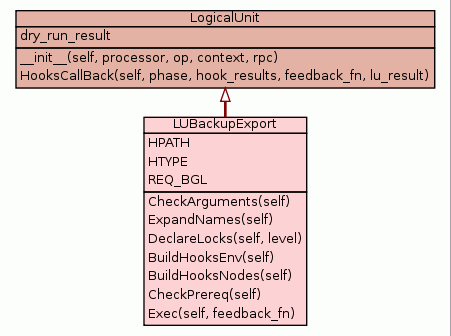 LogicalUnit
dry_run_result
__init__(self, processor, op, context, rpc)
HooksCallBack(self, phase, hook_results, feedback_fn, lu_result)
LUBackupExport
HPATH
HTYPE
REQ_BGL
CheckArguments(self)
ExpandNames(self)
DeclareLocks(self, level)
BuildHooksEnv(self)
BuildHooksNodes(self)
CheckPrereq(self)
Exec(self, feedback_fn)